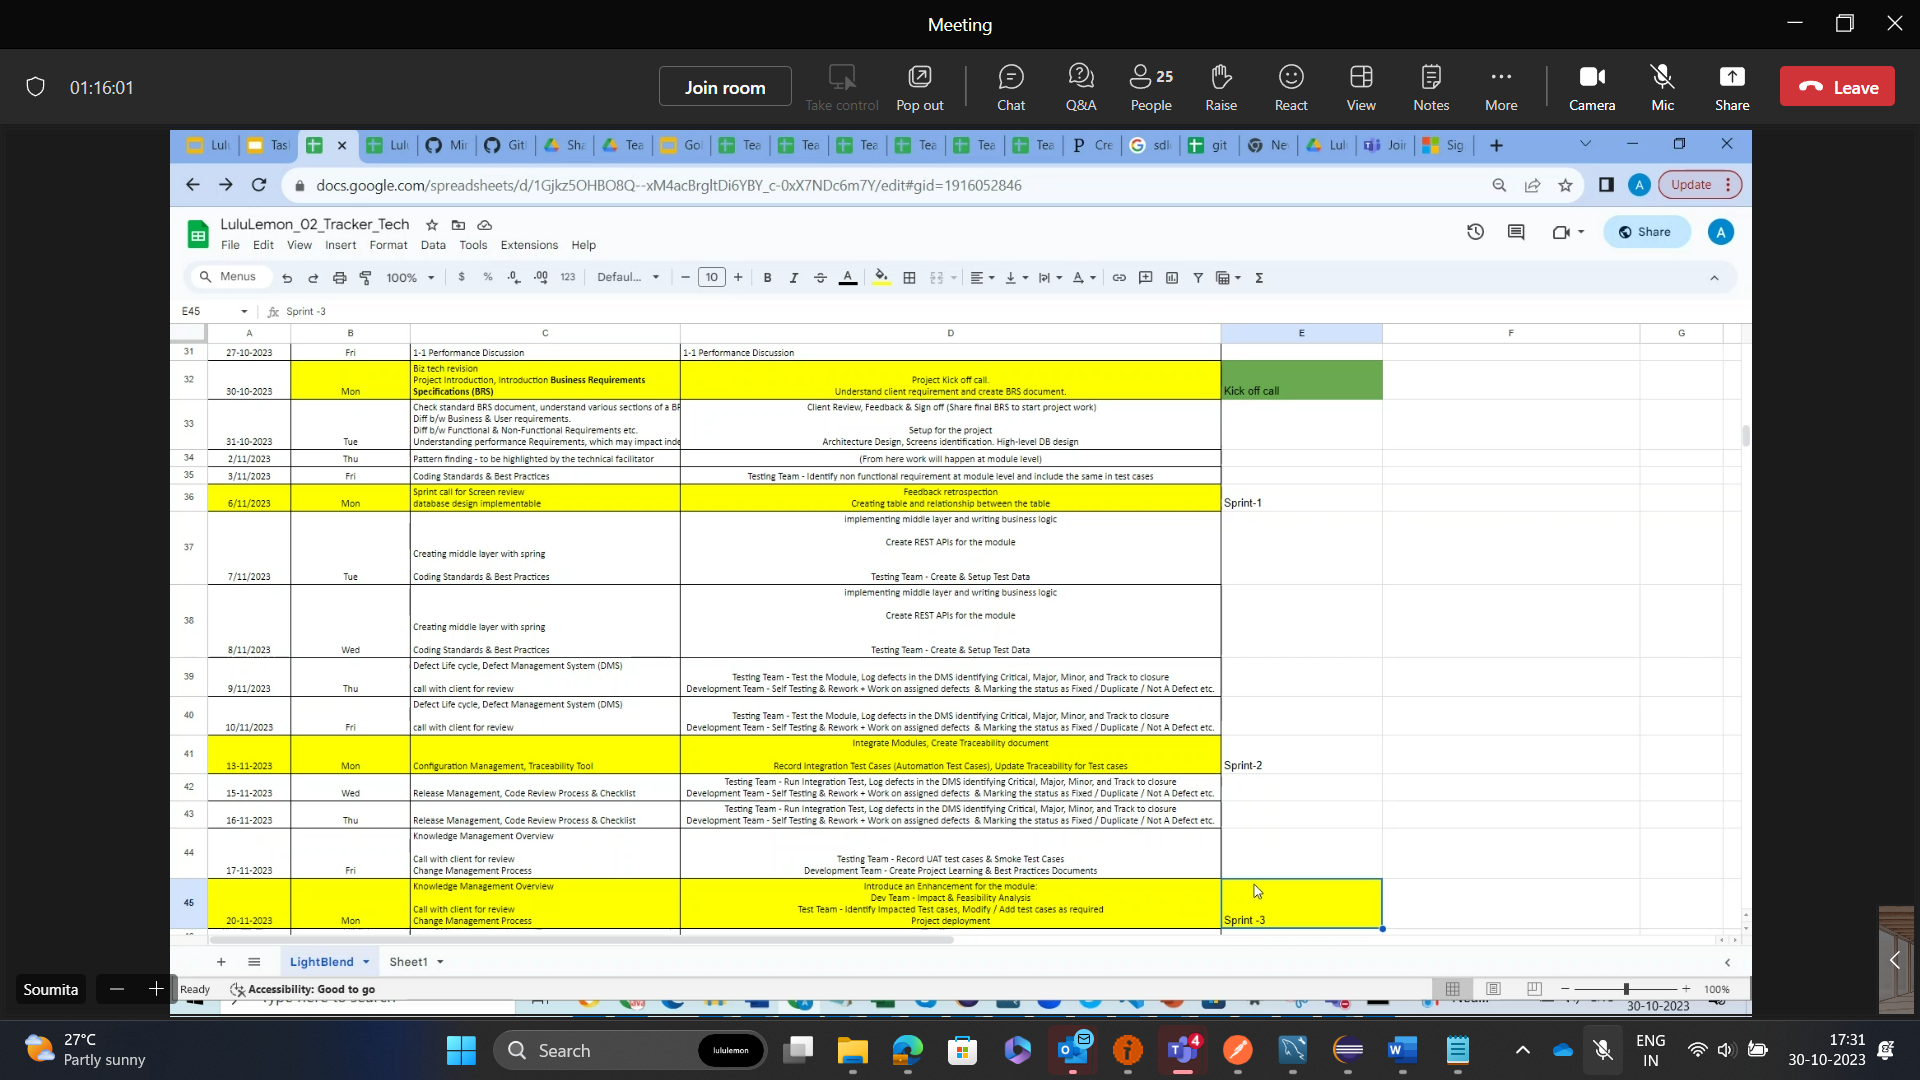 Meeting
01:16:01
Join room
Take control
Pop out
Chat
Q&A
25
People
Raise
React
View
Notes
More
Camera
Mic
Share
Leave
Lul
Tas
Lul
Mir
Git
Sha
Tea
Go
Tea
Tea
Tea
Tea
Tea
Tea
Cre
sdl
git
Ne
Lul
Join
Sig
docs.google.com/spreadsheets/d/1Gjkz5OHBO8Q--xM4acBrgltDi6YBY_c-0xX7NDc6m7Y/edit#gid=1916052846
A
Update
LuluLemon_02_Tracker_Tech
File Edit View Insert Format Data Tools Extensions Help
Share
A
Menus
100%
$ % .0 .00 123
Defaul...
10
B I A
E45
fx Sprint -3
A B C D E F G
31 27-10-2023 Fri 1-1 Performance Discussion 1-1 Performance Discussion
Biz tech revision
Project Introduction, Introduction Business Requirements
Specifications (BRS)
Project Kick off call.
Understand client requirement and create BRS document.
32 30-10-2023 Mon Kick off call
Check standard BRS document, understand various sections of a BR
Diff b/w Business & User requirements.
Diff b/w Functional & Non-Functional Requirements etc.
Understanding performance Requirements, which may impact inde
Client Review, Feedback & Sign off (Share final BRS to start project work)
Setup for the project
Architecture Design, Screens identification. High-level DB design
33 31-10-2023 Tue
34 2/11/2023 Thu Pattern finding - to be highlighted by the technical facilitator (From here work will happen at module level)
35 3/11/2023 Fri Coding Standards & Best Practices Testing Team - Identify non functional requirement at module level and include the same in test cases
Sprint call for Screen review
database design implementable
Feedback retrospection
Creating table and relationship between the table
36 6/11/2023 Mon Sprint-1
Creating middle layer with spring
Coding Standards & Best Practices
implementing middle layer and writing business logic
Create REST APIs for the module
Testing Team - Create & Setup Test Data
37 7/11/2023 Tue
Creating middle layer with spring
Coding Standards & Best Practices
implementing middle layer and writing business logic
Create REST APIs for the module
Testing Team - Create & Setup Test Data
38 8/11/2023 Wed
Defect Life cycle, Defect Management System (DMS)
call with client for review
Testing Team - Test the Module, Log defects in the DMS identifying Critical, Major, Minor, and Track to closure
Development Team - Self Testing & Rework + Work on assigned defects & Marking the status as Fixed / Duplicate / Not A Defect etc.
39 9/11/2023 Thu
Defect Life cycle, Defect Management System (DMS)
call with client for review
Testing Team - Test the Module, Log defects in the DMS identifying Critical, Major, Minor, and Track to closure
Development Team - Self Testing & Rework + Work on assigned defects & Marking the status as Fixed / Duplicate / Not A Defect etc.
40 10/11/2023 Fri
Integrate Modules, Create Traceability document
Record Integration Test Cases (Automation Test Cases), Update Traceability for Test cases
41 13-11-2023 Mon Configuration Management, Traceability Tool Sprint-2
Testing Team - Run Integration Test, Log defects in the DMS identifying Critical, Major, Minor, and Track to closure
Development Team - Self Testing & Rework + Work on assigned defects & Marking the status as Fixed / Duplicate / Not A Defect etc.
42 15-11-2023 Wed Release Management, Code Review Process & Checklist
Testing Team - Run Integration Test, Log defects in the DMS identifying Critical, Major, Minor, and Track to closure
Development Team - Self Testing & Rework + Work on assigned defects & Marking the status as Fixed / Duplicate / Not A Defect etc.
43 16-11-2023 Thu Release Management, Code Review Process & Checklist
Knowledge Management Overview
Call with client for review
Change Management Process
Testing Team - Record UAT test cases & Smoke Test Cases
Development Team - Create Project Learning & Best Practices Documents
44 17-11-2023 Fri
Knowledge Management Overview
Call with client for review
Change Management Process
Introduce an Enhancement for the module:
Dev Team - Impact & Feasibility Analysis
Test Team - Identify Impacted Test cases, Modify / Add test cases as required
Project deployment
45 20-11-2023 Mon Sprint -3
LightBlend
Sheet1
Soumita
Ready
Accessibility: Good to go
100%
30-10-2023
27°C
Partly sunny
Search
lululemon
4
ENG
IN
17:31
30-10-2023